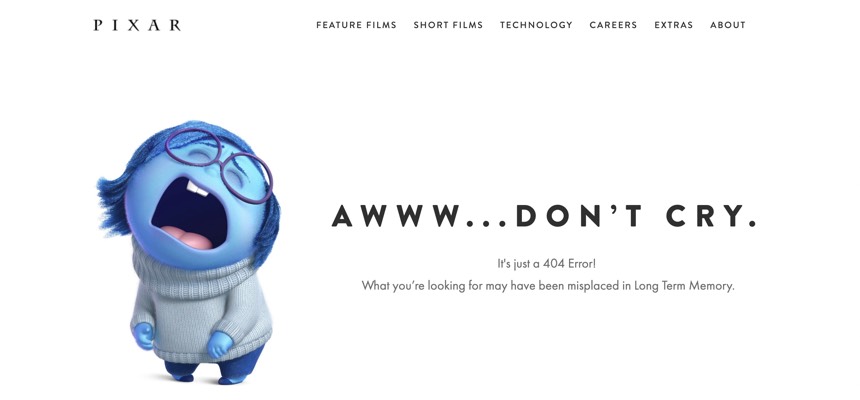 PIXAR
FEATURE FILMS SHORT FILMS TECHNOLOGY CAREERS EXTRAS ABOUT
AWWW...DON’T CRY.
It's just a 404 Error!
What you’re looking for may have been misplaced in Long Term Memory.